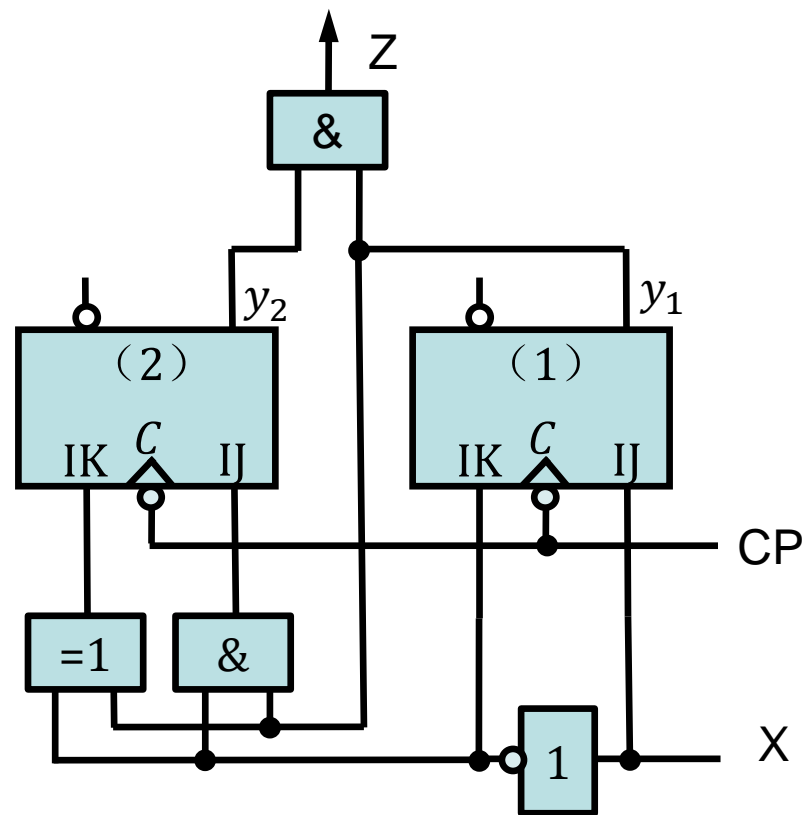 Z
&
y₂
y₁
（2）
（1）
IK C IJ
IK C IJ
CP
=1
&
1
X